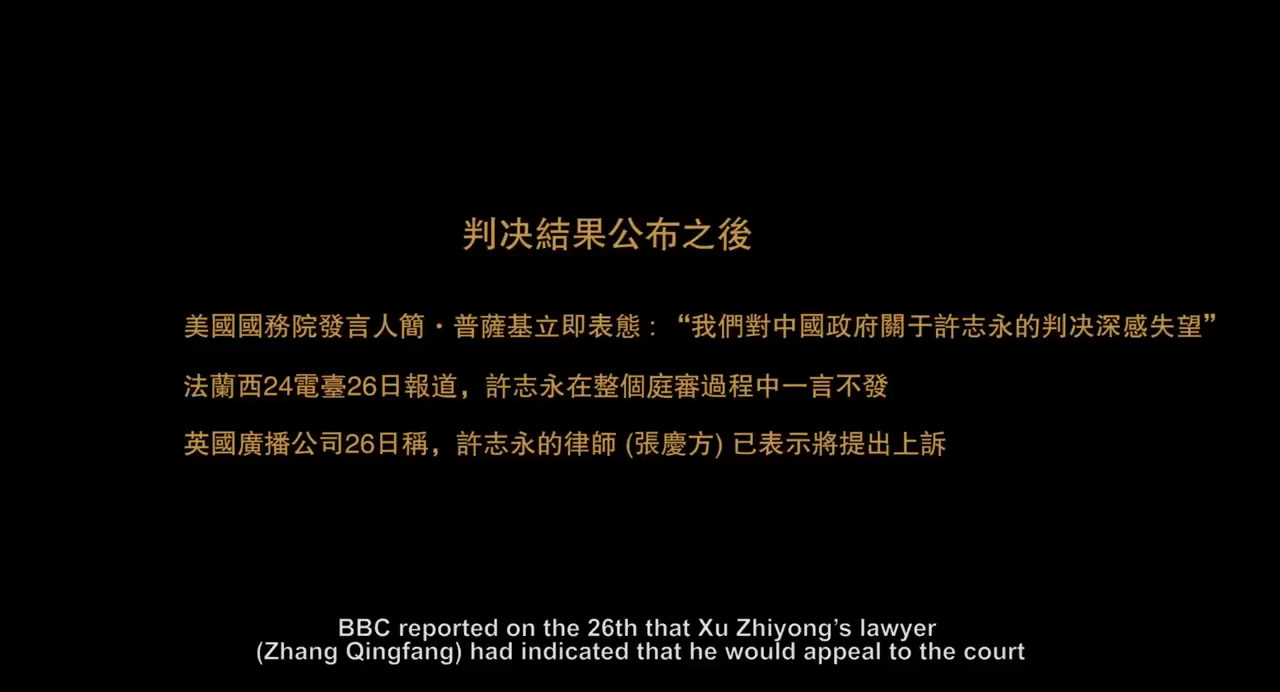 判决結果公布之後
美國國務院發言人簡・普薩基立即表態：“我們對中國政府關于許志永的判决深感失望”
法蘭西24電臺26日報道，許志永在整個庭審過程中一言不發
英國廣播公司26日稱，許志永的律師 (張慶方) 已表示將提出上訴
BBC reported on the 26th that Xu Zhiyong’s lawyer
(Zhang Qingfang) had indicated that he would appeal to the court